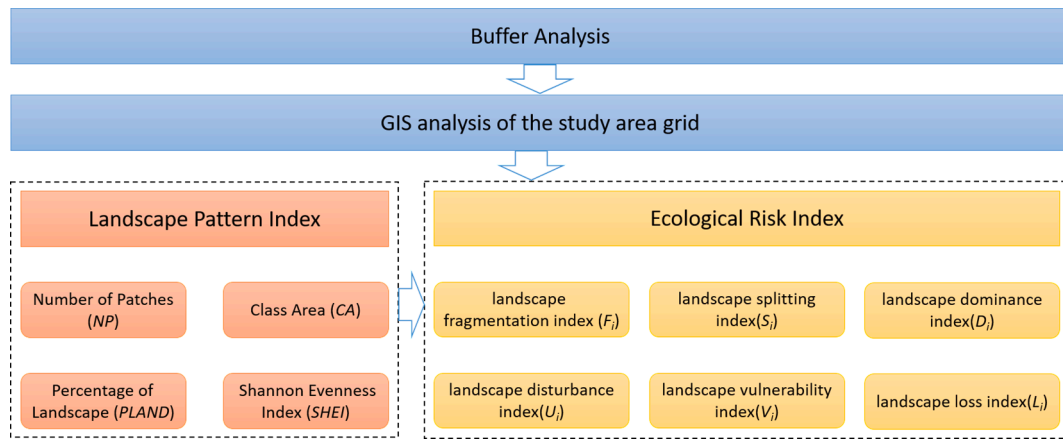 Buffer Analysis
GIS analysis of the study area grid
Landscape Pattern Index
Number of Patches
(NP)
Class Area (CA)
Percentage of
Landscape (PLAND)
Shannon Evenness
Index (SHEI)
Ecological Risk Index
landscape
fragmentation index (Fi)
landscape splitting
index(Si)
landscape dominance
index(Di)
landscape disturbance
index(Ui)
landscape vulnerability
index(Vi)
landscape loss index(Li)